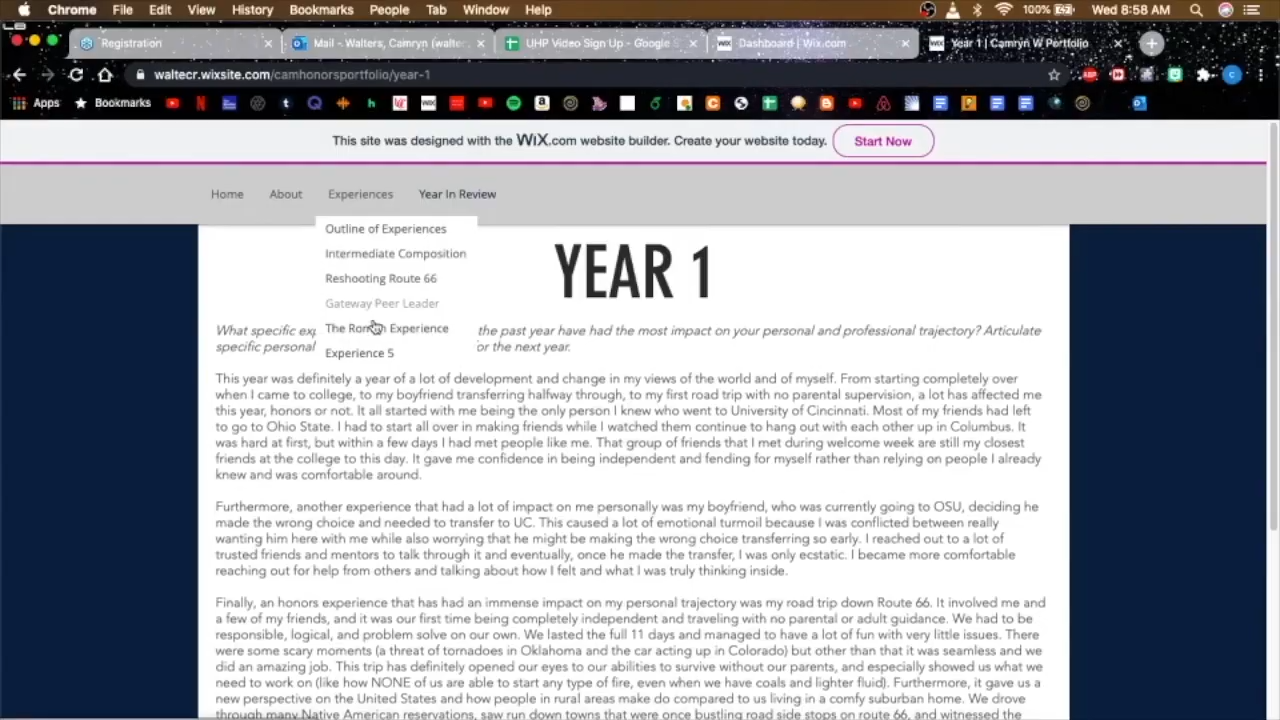 Chrome File Edit View History Bookmarks People Tab Window Help 100% Wed 8:58 AM
Registration Mail - Walters, Camryn (walter UHP Video Sign Up - Google S Dashboard | Wix.com Year 1 | Camryn W Portfolio
waltecr.wixsite.com/camhonorsportfolio/year-1
Apps Bookmarks
This site was designed with the WiX.com website builder. Create your website today. Start Now
Home About Experiences Year In Review
Outline of Experiences
Intermediate Composition
Reshooting Route 66
Gateway Peer Leader
The Roman Experience
Experience 5
YEAR 1
What specific exp the past year have had the most impact on your personal and professional trajectory? Articulate
specific personal or the next year.
This year was definitely a year of a lot of development and change in my views of the world and of myself. From starting completely over
when I came to college, to my boyfriend transferring halfway through, to my first road trip with no parental supervision, a lot has affected me
this year, honors or not. It all started with me being the only person I knew who went to University of Cincinnati. Most of my friends had left
to go to Ohio State. I had to start all over in making friends while I watched them continue to hang out with each other up in Columbus. It
was hard at first, but within a few days I had met people like me. That group of friends that I met during welcome week are still my closest
friends at the college to this day. It gave me confidence in being independent and fending for myself rather than relying on people I already
knew and was comfortable around.
Furthermore, another experience that had a lot of impact on me personally was my boyfriend, who was currently going to OSU, deciding he
made the wrong choice and needed to transfer to UC. This caused a lot of emotional turmoil because I was conflicted between really
wanting him here with me while also worrying that he might be making the wrong choice transferring so early. I reached out to a lot of
trusted friends and mentors to talk through it and eventually, once he made the transfer, I was only ecstatic. I became more comfortable
reaching out for help from others and talking about how I felt and what I was truly thinking inside.
Finally, an honors experience that has had an immense impact on my personal trajectory was my road trip down Route 66. It involved me and
a few of my friends, and it was our first time being completely independent and traveling with no parental or adult guidance. We had to be
responsible, logical, and problem solve on our own. We lasted the full 11 days and managed to have a lot of fun with very little issues. There
were some scary moments (a threat of tornadoes in Oklahoma and the car acting up in Colorado) but other than that it was seamless and we
did an amazing job. This trip has definitely opened our eyes to our abilities to survive without our parents, and especially showed us what we
need to work on (like how NONE of us are able to start any type of fire, even when we have coals and lighter fluid). Furthermore, it gave us a
new perspective on the United States and how people in rural areas make do compared to us living in a comfy suburban home. We drove
through many Native American reservations, saw run down towns that were once bustling road side stops on route 66, and witnessed the